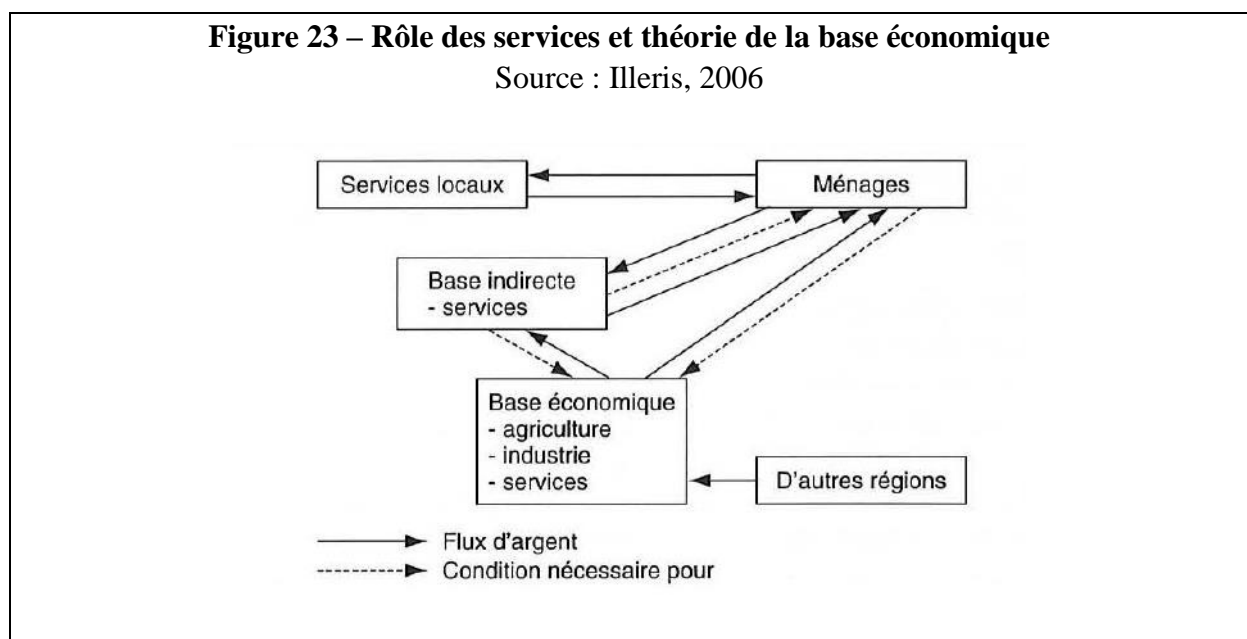 Figure 23 – Rôle des services et théorie de la base économique
Source : Illeris, 2006
Services locaux
Ménages
Base indirecte
- services
Base économique
- agriculture
- industrie
- services
D'autres régions
Flux d'argent
Condition nécessaire pour